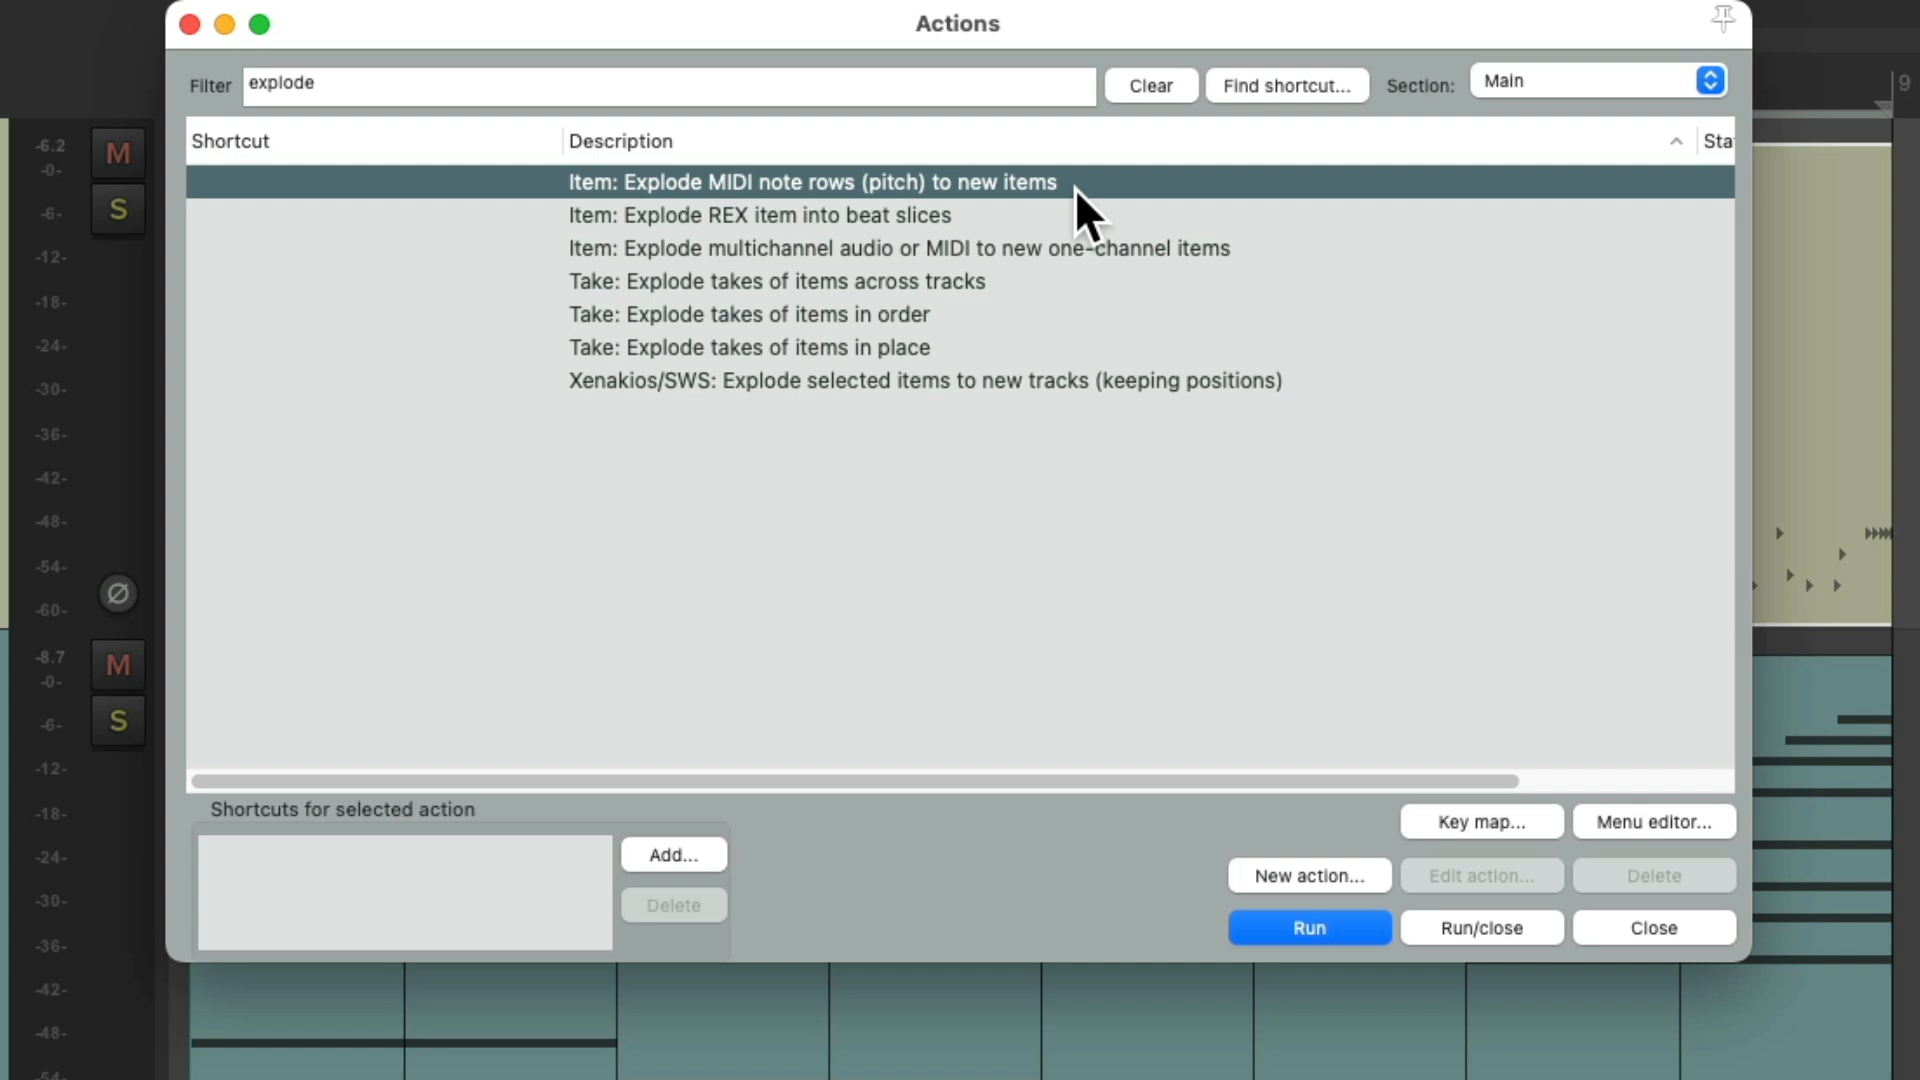 Actions
Filter explode Clear Find shortcut... Section: Main
Shortcut Description Sta
Item: Explode MIDI note rows (pitch) to new items
Item: Explode REX item into beat slices
Item: Explode multichannel audio or MIDI to new one-channel items
Take: Explode takes of items across tracks
Take: Explode takes of items in order
Take: Explode takes of items in place
Xenakios/SWS: Explode selected items to new tracks (keeping positions)
Shortcuts for selected action
Add...
Delete
Key map... Menu editor...
New action... Edit action... Delete
Run Run/close Close
9
-6.2
-0-
-6-
-12-
-18-
-24-
-30-
-36-
-42-
-48-
-54-
-60-
M
S
Ø
-8.7
-0-
-6-
-12-
-18-
-24-
-30-
-36-
-42-
-48-
-54-
M
S